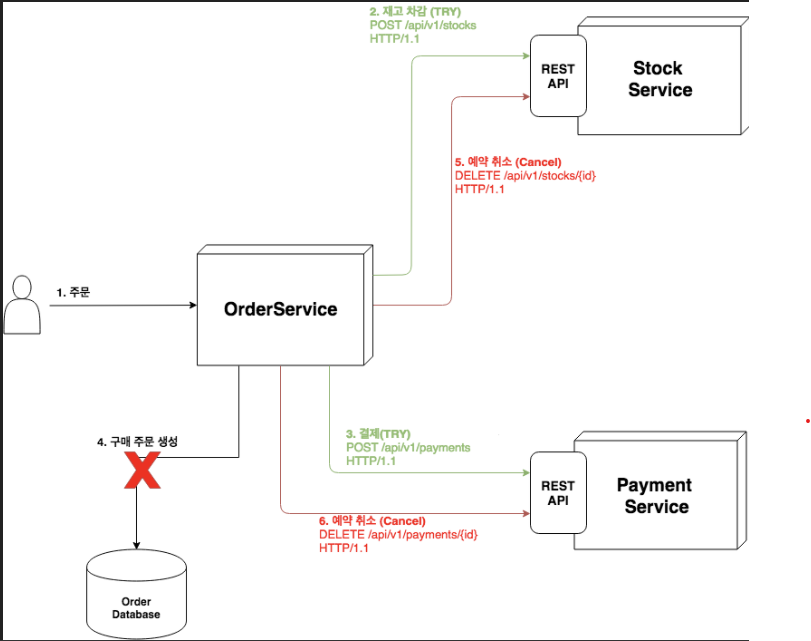 2. 재고 차감 (TRY)
POST /api/v1/stocks
HTTP/1.1
REST
API
Stock
Service
5. 예약 취소 (Cancel)
DELETE /api/v1/stocks/{id}
HTTP/1.1
1. 주문
OrderService
4. 구매 주문 생성
3. 결제(TRY)
POST /api/v1/payments
HTTP/1.1
REST
API
Payment
Service
6. 예약 취소 (Cancel)
DELETE /api/v1/payments/{id}
HTTP/1.1
Order
Database